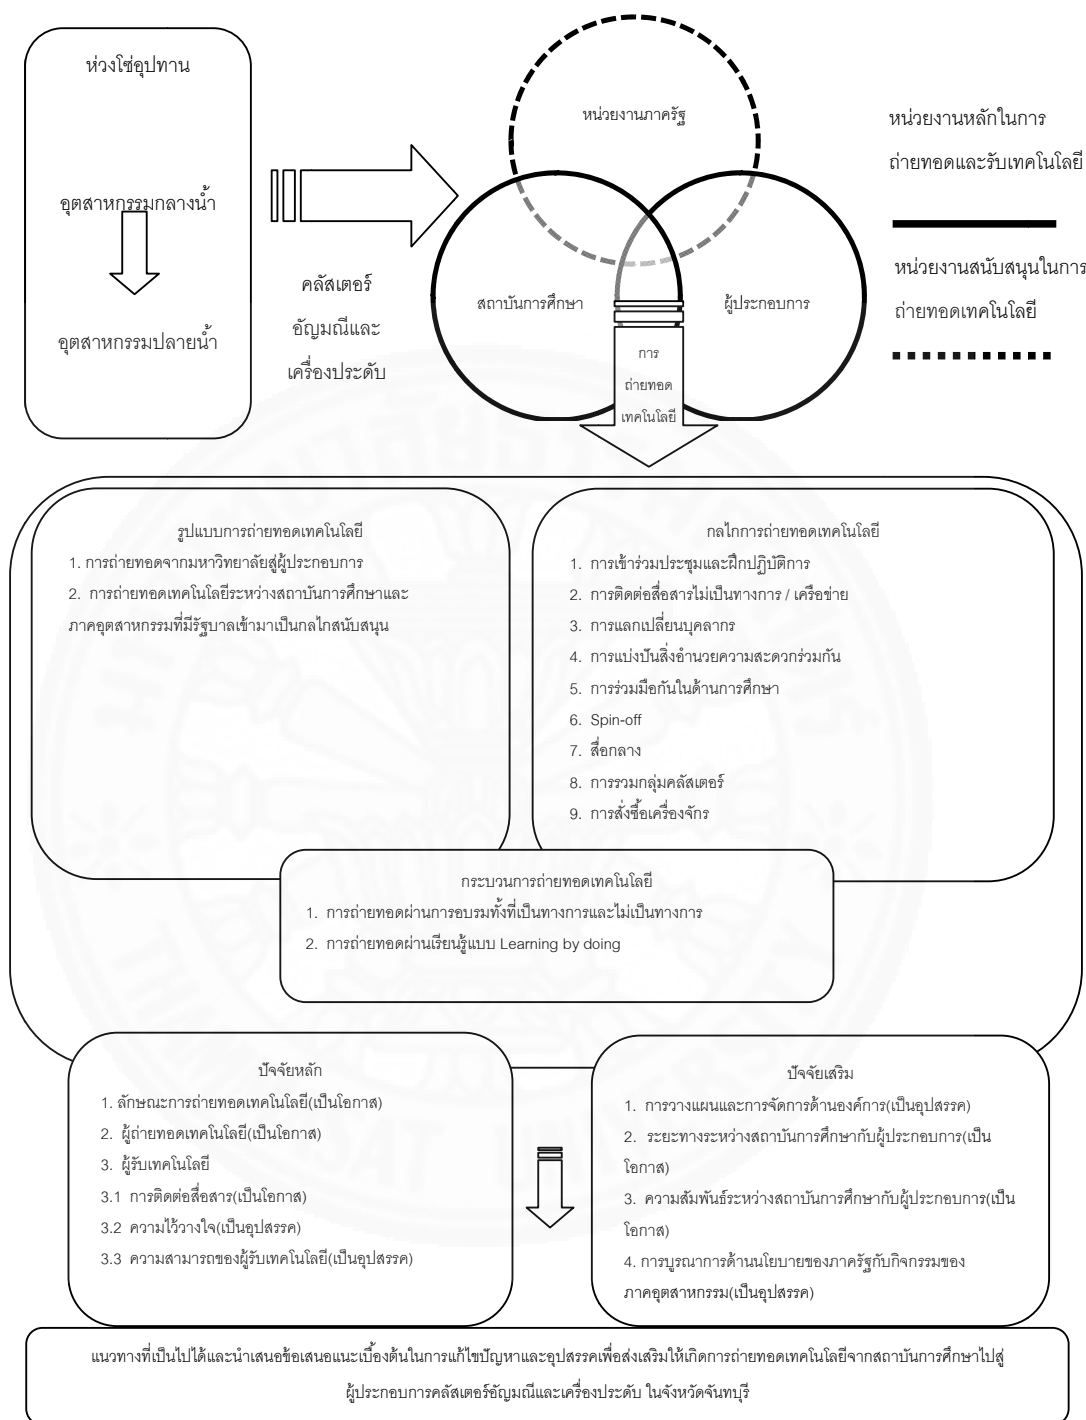 ห่วงโซ่อุปทาน
อุตสาหกรรมกลางน้ำ
อุตสาหกรรมปลายน้ำ
คลัสเตอร์
อัญมณีและ
เครื่องประดับ
หน่วยงานภาครัฐ
สถาบันการศึกษา
ผู้ประกอบการ
การ
ถ่ายทอด
เทคโนโลยี
หน่วยงานหลักในการ
ถ่ายทอดและรับเทคโนโลยี
หน่วยงานสนับสนุนในการ
ถ่ายทอดเทคโนโลยี
รูปแบบการถ่ายทอดเทคโนโลยี
1. การถ่ายทอดจากมหาวิทยาลัยสู่ผู้ประกอบการ
2. การถ่ายทอดเทคโนโลยีระหว่างสถาบันการศึกษาและ
ภาคอุตสาหกรรมที่มีรัฐบาลเข้ามาเป็นกลไกสนับสนุน
กลไกการถ่ายทอดเทคโนโลยี
1. การเข้าร่วมประชุมและฝึกปฏิบัติการ
2. การติดต่อสื่อสารไม่เป็นทางการ / เครือข่าย
3. การแลกเปลี่ยนบุคลากร
4. การแบ่งปันสิ่งอำนวยความสะดวกร่วมกัน
5. การร่วมมือกันในด้านการศึกษา
6. Spin-off
7. สื่อกลาง
8. การรวมกลุ่มคลัสเตอร์
9. การสั่งซื้อเครื่องจักร
กระบวนการถ่ายทอดเทคโนโลยี
1. การถ่ายทอดผ่านการอบรมทั้งที่เป็นทางการและไม่เป็นทางการ
2. การถ่ายทอดผ่านเรียนรู้แบบ Learning by doing
ปัจจัยหลัก
1. ลักษณะการถ่ายทอดเทคโนโลยี(เป็นโอกาส)
2. ผู้ถ่ายทอดเทคโนโลยี(เป็นโอกาส)
3. ผู้รับเทคโนโลยี
3.1 การติดต่อสื่อสาร(เป็นโอกาส)
3.2 ความไว้วางใจ(เป็นอุปสรรค)
3.3 ความสามารถของผู้รับเทคโนโลยี(เป็นอุปสรรค)
ปัจจัยเสริม
1. การวางแผนและการจัดการด้านองค์การ(เป็นอุปสรรค)
2. ระยะทางระหว่างสถาบันการศึกษากับผู้ประกอบการ(เป็น
โอกาส)
3. ความสัมพันธ์ระหว่างสถาบันการศึกษากับผู้ประกอบการ(เป็น
โอกาส)
4. การบูรณาการด้านนโยบายของภาครัฐกับกิจกรรมของ
ภาคอุตสาหกรรม(เป็นอุปสรรค)
แนวทางที่เป็นไปได้และนำเสนอข้อเสนอแนะเบื้องต้นในการแก้ไขปัญหาและอุปสรรคเพื่อส่งเสริมให้เกิดการถ่ายทอดเทคโนโลยีจากสถาบันการศึกษาไปสู่
ผู้ประกอบการคลัสเตอร์อัญมณีและเครื่องประดับ ในจังหวัดจันทบุรี